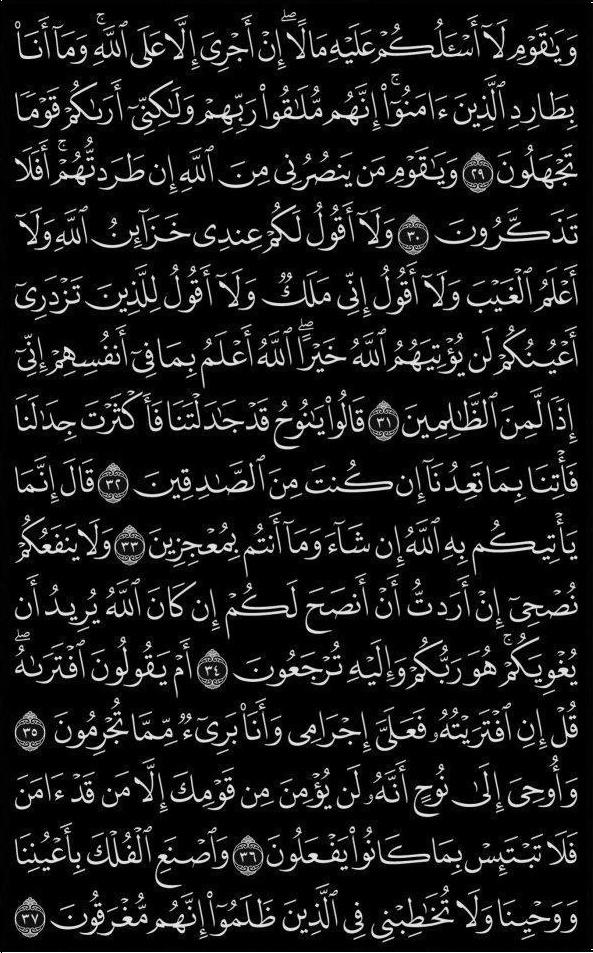 وَيَٰقَوْمِ لَآ أَسْـَٔلُكُمْ عَلَيْهِ مَالًا ۖ إِنْ أَجْرِىَ إِلَّا عَلَى ٱللَّهِ ۚ وَمَآ أَنَا۠
بِطَارِدِ ٱلَّذِينَ ءَامَنُوٓا۟ ۚ إِنَّهُم مُّلَٰقُوا۟ رَبِّهِمْ وَلَٰكِنِّىٓ أَرَىٰكُمْ قَوْمًا
تَجْهَلُونَ ٢٩ وَيَٰقَوْمِ مَن يَنصُرُنِى مِنَ ٱللَّهِ إِن طَرَدتُّهُمْ ۚ أَفَلَا
تَذَكَّرُونَ ٣٠ وَلَآ أَقُولُ لَكُمْ عِندِى خَزَآئِنُ ٱللَّهِ وَلَآ
أَعْلَمُ ٱلْغَيْبَ وَلَآ أَقُولُ إِنِّى مَلَكٌ وَلَآ أَقُولُ لِلَّذِينَ تَزْدَرِىٓ
أَعْيُنُكُمْ لَن يُؤْتِيَهُمُ ٱللَّهُ خَيْرًا ۖ ٱللَّهُ أَعْلَمُ بِمَا فِىٓ أَنفُسِهِمْ ۖ إِنِّىٓ
إِذًا لَّمِنَ ٱلظَّٰلِمِينَ ٣١ قَالُوا۟ يَٰنُوحُ قَدْ جَٰدَلْتَنَا فَأَكْثَرْتَ جِدَٰلَنَا
فَأْتِنَا بِمَا تَعِدُنَآ إِن كُنتَ مِنَ ٱلصَّٰدِقِينَ ٣٢ قَالَ إِنَّمَا
يَأْتِيكُم بِهِ ٱللَّهُ إِن شَآءَ وَمَآ أَنتُم بِمُعْجِزِينَ ٣٣ وَلَا يَنفَعُكُمْ
نُصْحِىٓ إِنْ أَرَدتُّ أَنْ أَنصَحَ لَكُمْ إِن كَانَ ٱللَّهُ يُرِيدُ أَن
يُغْوِيَكُمْ ۚ هُوَ رَبُّكُمْ وَإِلَيْهِ تُرْجَعُونَ ٣٤ أَمْ يَقُولُونَ ٱفْتَرَىٰهُ ۖ
قُلْ إِنِ ٱفْتَرَيْتُهُۥ فَعَلَىَّ إِجْرَامِى وَأَنَا۠ بَرِىٓءٌ مِّمَّا تُجْرِمُونَ ٣٥
وَأُوحِىَ إِلَىٰ نُوحٍ أَنَّهُۥ لَن يُؤْمِنَ مِن قَوْمِكَ إِلَّا مَن قَدْ ءَامَنَ
فَلَا تَبْتَئِسْ بِمَا كَانُوا۟ يَفْعَلُونَ ٣٦ وَٱصْنَعِ ٱلْفُلْكَ بِأَعْيُنِنَا
وَوَحْيِنَا وَلَا تُخَٰطِبْنِى فِى ٱلَّذِينَ ظَلَمُوٓا۟ ۚ إِنَّهُم مُّغْرَقُونَ ٣٧